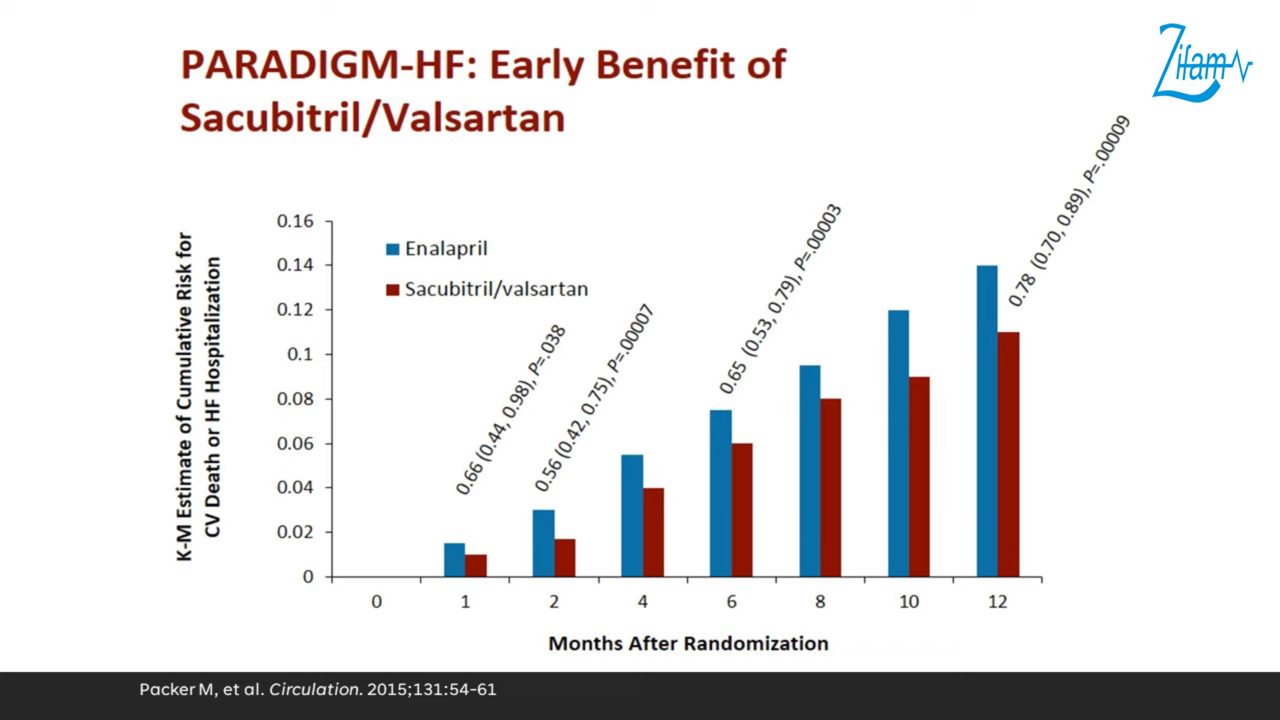 PARADIGM-HF: Early Benefit of
Sacubitril/Valsartan
Zifam
K-M Estimate of Cumulative Risk for
CV Death or HF Hospitalization
0.16
0.14
0.12
0.1
0.08
0.06
0.04
0.02
0
Enalapril
Sacubitril/valsartan
0.66 (0.44, 0.98), P=.038
0.56 (0.42, 0.75), P=.00007
0.65 (0.53, 0.79), P=.00003
0.78 (0.70, 0.89), P=.00009
0 1 2 4 6 8 10 12
Months After Randomization
Packer M, et al. Circulation. 2015;131:54-61